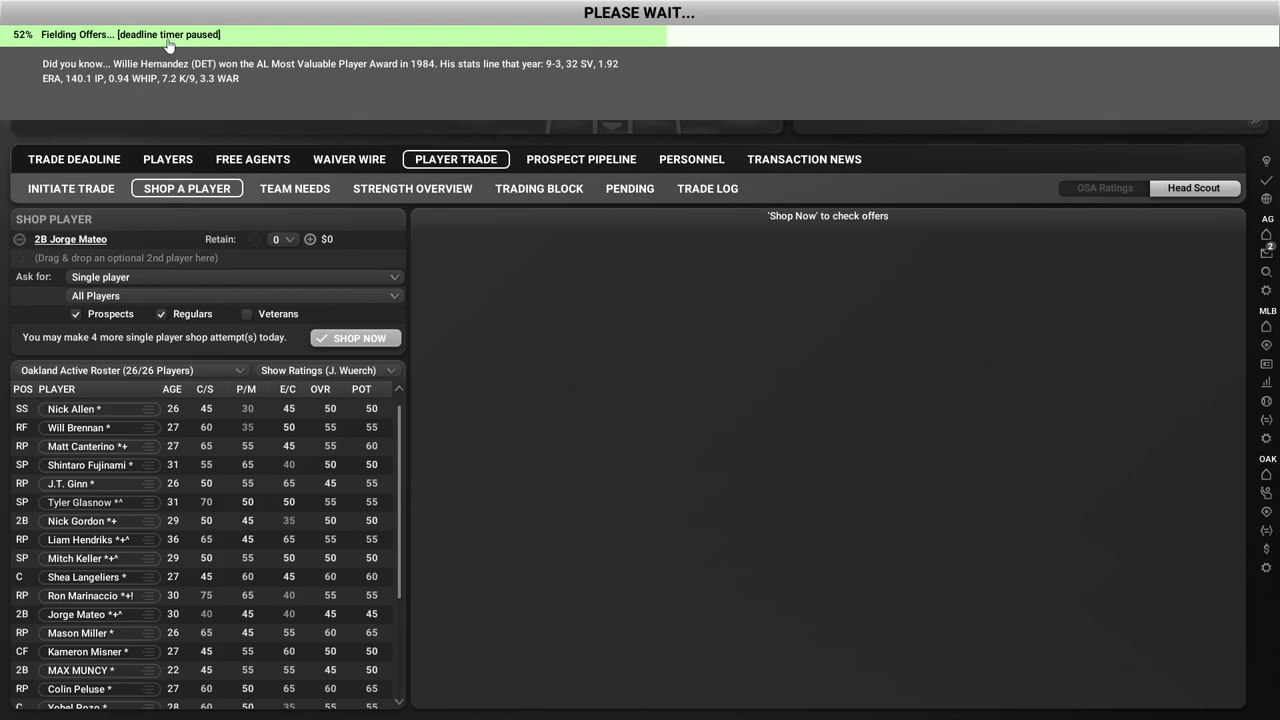 PLEASE WAIT...
52% Fielding Offers... [deadline timer paused]
Did you know... Willie Hernandez (DET) won the AL Most Valuable Player Award in 1984. His stats line that year: 9-3, 32 SV, 1.92
ERA, 140.1 IP, 0.94 WHIP, 7.2 K/9, 3.3 WAR
TRADE DEADLINE PLAYERS FREE AGENTS WAIVER WIRE PLAYER TRADE PROSPECT PIPELINE PERSONNEL TRANSACTION NEWS
INITIATE TRADE SHOP A PLAYER TEAM NEEDS STRENGTH OVERVIEW TRADING BLOCK PENDING TRADE LOG OSA Ratings Head Scout
SHOP PLAYER
2B Jorge Mateo Retain: 0 $0
(Drag & drop an optional 2nd player here)
Ask for: Single player
All Players
Prospects Regulars Veterans
You may make 4 more single player shop attempt(s) today. SHOP NOW
Oakland Active Roster (26/26 Players) Show Ratings (J. Wuerch)
POS PLAYER AGE C/S P/M E/C OVR POT
SS Nick Allen * 26 45 30 45 50 50
RF Will Brennan * 27 60 35 50 55 55
RP Matt Canterino *+ 27 65 55 45 55 60
SP Shintaro Fujinami * 31 55 65 40 50 50
RP J.T. Ginn * 26 50 55 65 45 55
SP Tyler Glasnow *^ 31 70 50 50 55 55
2B Nick Gordon *+ 29 50 45 35 50 50
RP Liam Hendriks *+^ 36 65 45 65 55 55
SP Mitch Keller *+^ 29 50 55 50 50 50
C Shea Langeliers * 27 45 60 45 60 60
RP Ron Marinaccio *+! 30 75 65 40 55 55
2B Jorge Mateo *+^ 30 40 45 40 45 45
RP Mason Miller * 26 65 45 55 60 65
CF Kameron Misner * 27 45 55 60 50 50
2B MAX MUNCY * 22 45 55 55 45 50
RP Colin Peluse * 27 60 50 65 60 65
C Yohel Pozo * 28 60 50 35 55 55
'Shop Now' to check offers
AG
2
MLB
OAK